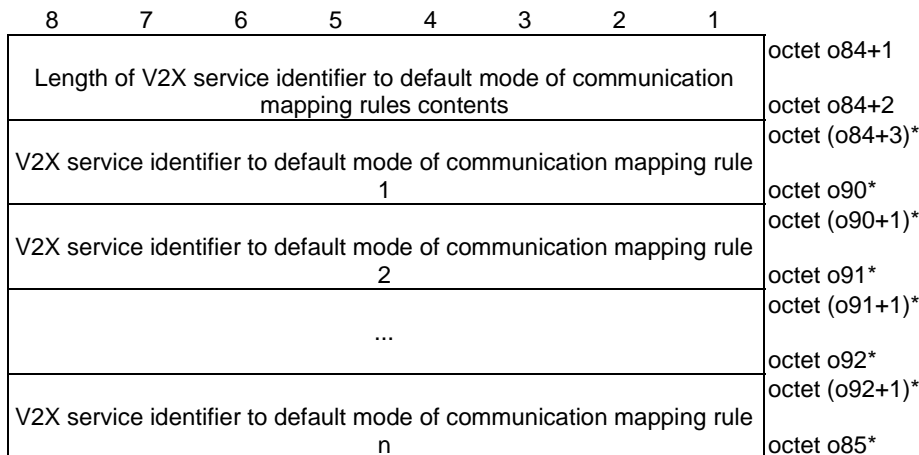 8 7 6 5 4 3 2 1
octet o84+1
Length of V2X service identifier to default mode of communication
mapping rules contents
octet o84+2
octet (o84+3)*
V2X service identifier to default mode of communication mapping rule
1
octet o90*
octet (o90+1)*
V2X service identifier to default mode of communication mapping rule
2
octet o91*
octet (o91+1)*
...
octet o92*
octet (o92+1)*
V2X service identifier to default mode of communication mapping rule
n
octet o85*